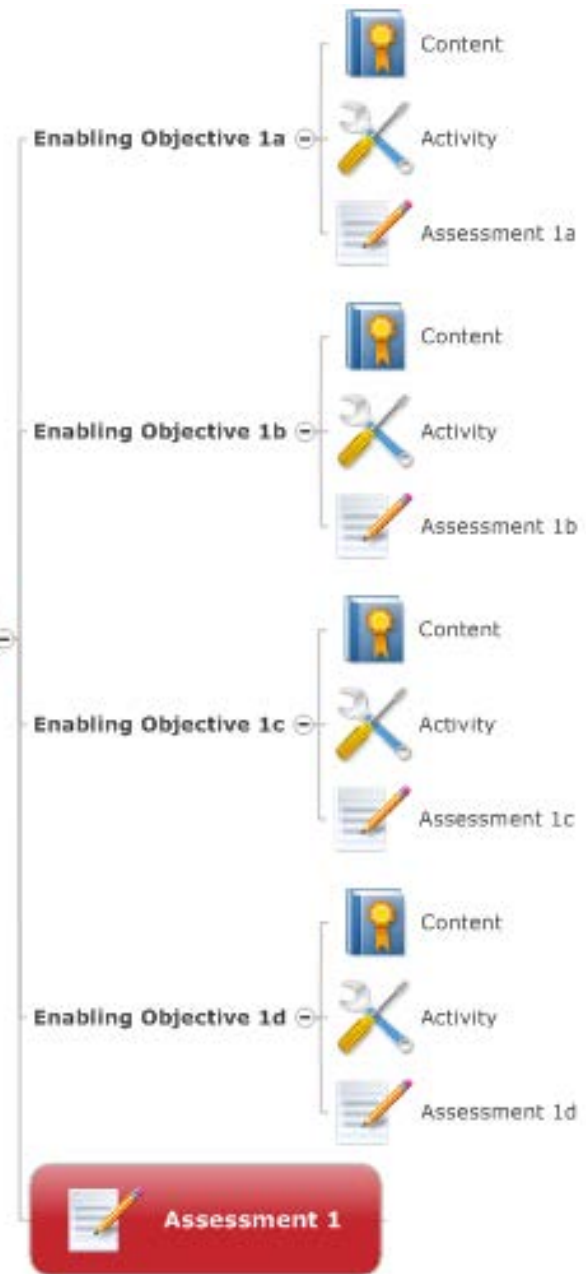 Content
Enabling Objective 1a
Activity
Assessment 1a
Content
Enabling Objective 1b
Activity
Assessment 1b
Content
Enabling Objective 1c
Activity
Assessment 1c
Content
Enabling Objective 1d
Activity
Assessment 1d
Assessment 1